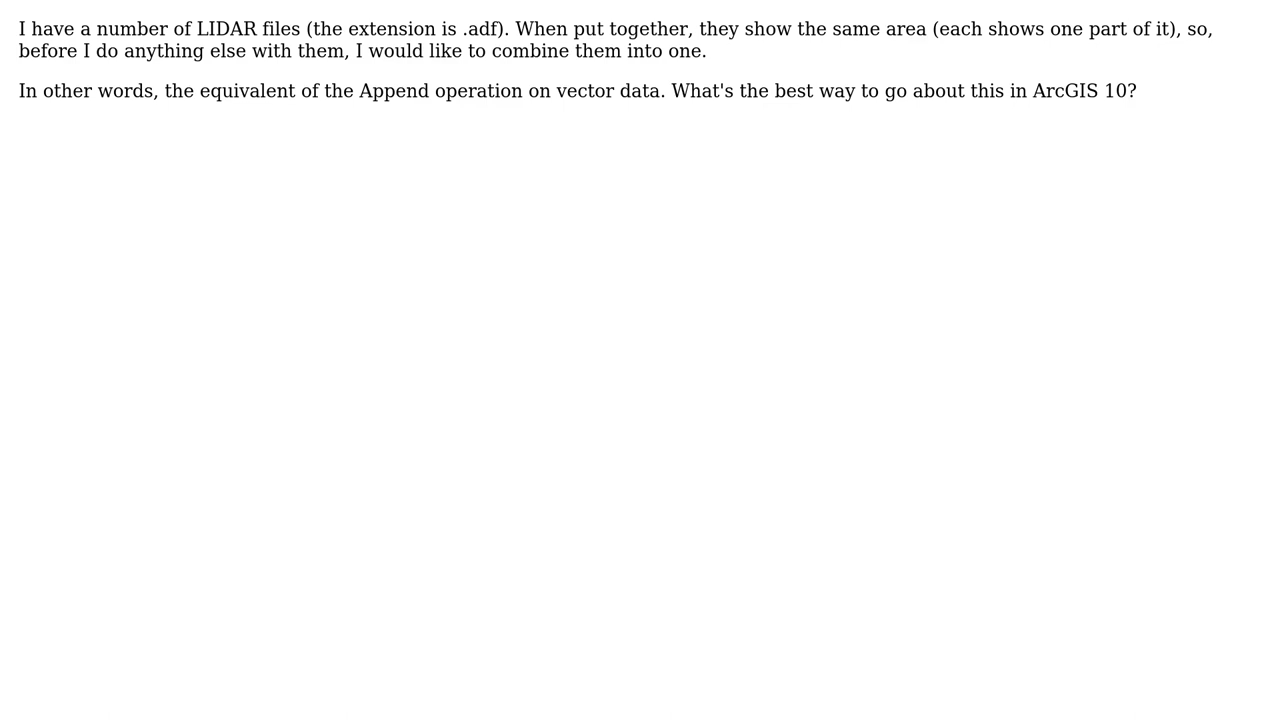 I have a number of LIDAR files (the extension is .adf). When put together, they show the same area (each shows one part of it), so,
before I do anything else with them, I would like to combine them into one.
In other words, the equivalent of the Append operation on vector data. What's the best way to go about this in ArcGIS 10?